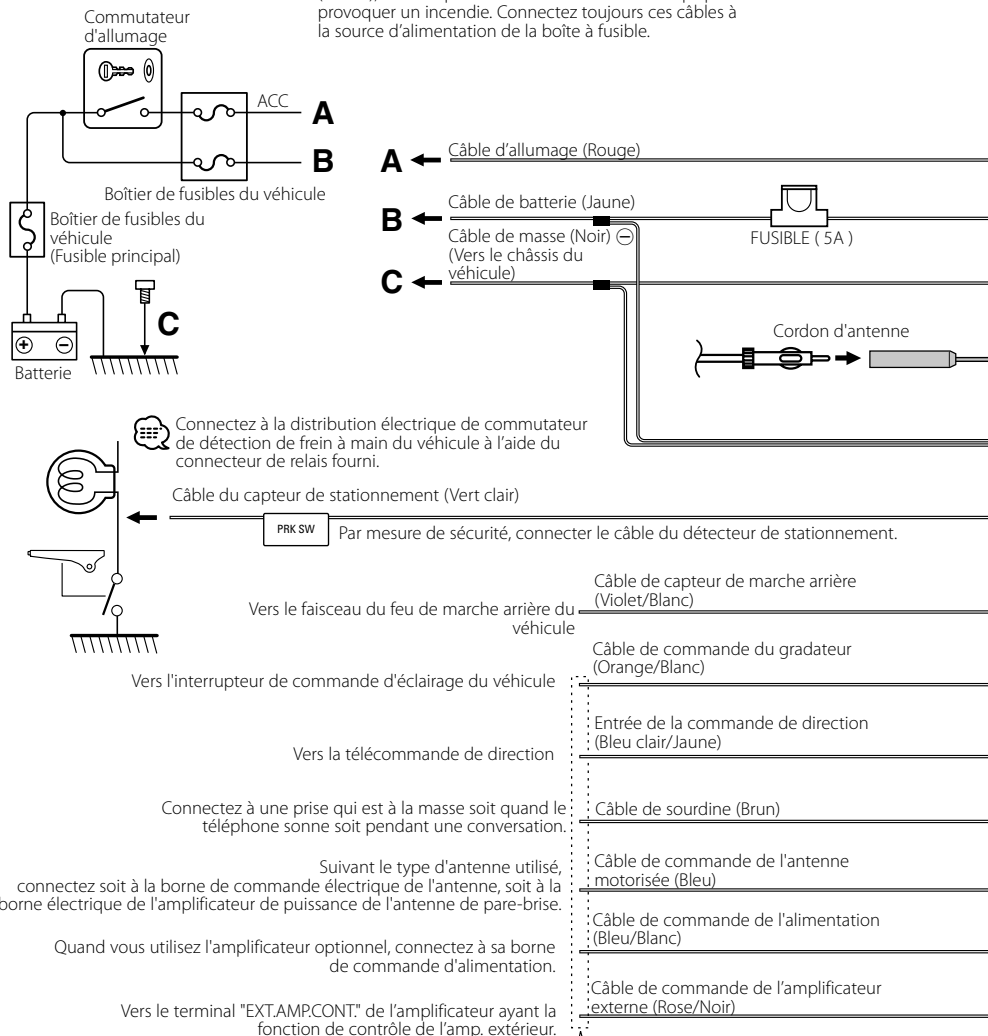 provoquer un incendie. Connectez toujours ces câbles à
la source d'alimentation de la boîte à fusible.
Commutateur
d'allumage
ACC
A
B
Boîtier de fusibles du véhicule
Boîtier de fusibles du
véhicule
(Fusible principal)
C
Batterie
A
Câble d'allumage (Rouge)
B
Câble de batterie (Jaune)
FUSIBLE ( 5A )
Câble de masse (Noir) ⊖
(Vers le châssis du
véhicule)
C
Cordon d'antenne
Connectez à la distribution électrique de commutateur
de détection de frein à main du véhicule à l'aide du
connecteur de relais fourni.
Câble du capteur de stationnement (Vert clair)
PRK SW
Par mesure de sécurité, connecter le câble du détecteur de stationnement.
Câble de capteur de marche arrière
(Violet/Blanc)
Vers le faisceau du feu de marche arrière du
véhicule
Câble de commande du gradateur
(Orange/Blanc)
Vers l'interrupteur de commande d'éclairage du véhicule
Entrée de la commande de direction
(Bleu clair/Jaune)
Vers la télécommande de direction
Connectez à une prise qui est à la masse soit quand le
téléphone sonne soit pendant une conversation.
Câble de sourdine (Brun)
Suivant le type d'antenne utilisé,
connectez soit à la borne de commande électrique de l'antenne, soit à la
borne électrique de l'amplificateur de puissance de l'antenne de pare-brise.
Câble de commande de l'antenne
motorisée (Bleu)
Quand vous utilisez l'amplificateur optionnel, connectez à sa borne
de commande d'alimentation.
Câble de commande de l'alimentation
(Bleu/Blanc)
Vers le terminal "EXT.AMP.CONT." de l'amplificateur ayant la
fonction de contrôle de l'amp. extérieur.
Câble de commande de l'amplificateur
externe (Rose/Noir)